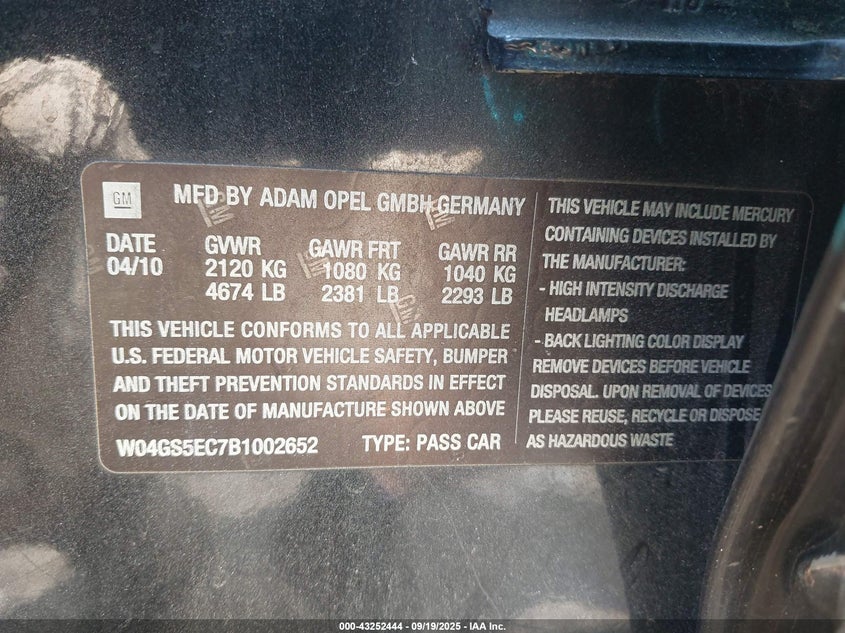 GM
MFD BY ADAM OPEL GMBH GERMANY
DATE GVWR GAWR FRT GAWR RR
04/10 2120 KG 1080 KG 1040 KG
4674 LB 2381 LB 2293 LB
THIS VEHICLE CONFORMS TO ALL APPLICABLE
U.S. FEDERAL MOTOR VEHICLE SAFETY, BUMPER
AND THEFT PREVENTION STANDARDS IN EFFECT
ON THE DATE OF MANUFACTURE SHOWN ABOVE
W04GS5EC7B1002652 TYPE: PASS CAR
THIS VEHICLE MAY INCLUDE MERCURY
CONTAINING DEVICES INSTALLED BY
THE MANUFACTURER:
- HIGH INTENSITY DISCHARGE
HEADLAMPS
- BACK LIGHTING COLOR DISPLAY
REMOVE DEVICES BEFORE VEHICLE
DISPOSAL. UPON REMOVAL OF DEVICES
PLEASE REUSE, RECYCLE OR DISPOSE
AS HAZARDOUS WASTE
000-43252444 - 09/19/2025 - IAA Inc.